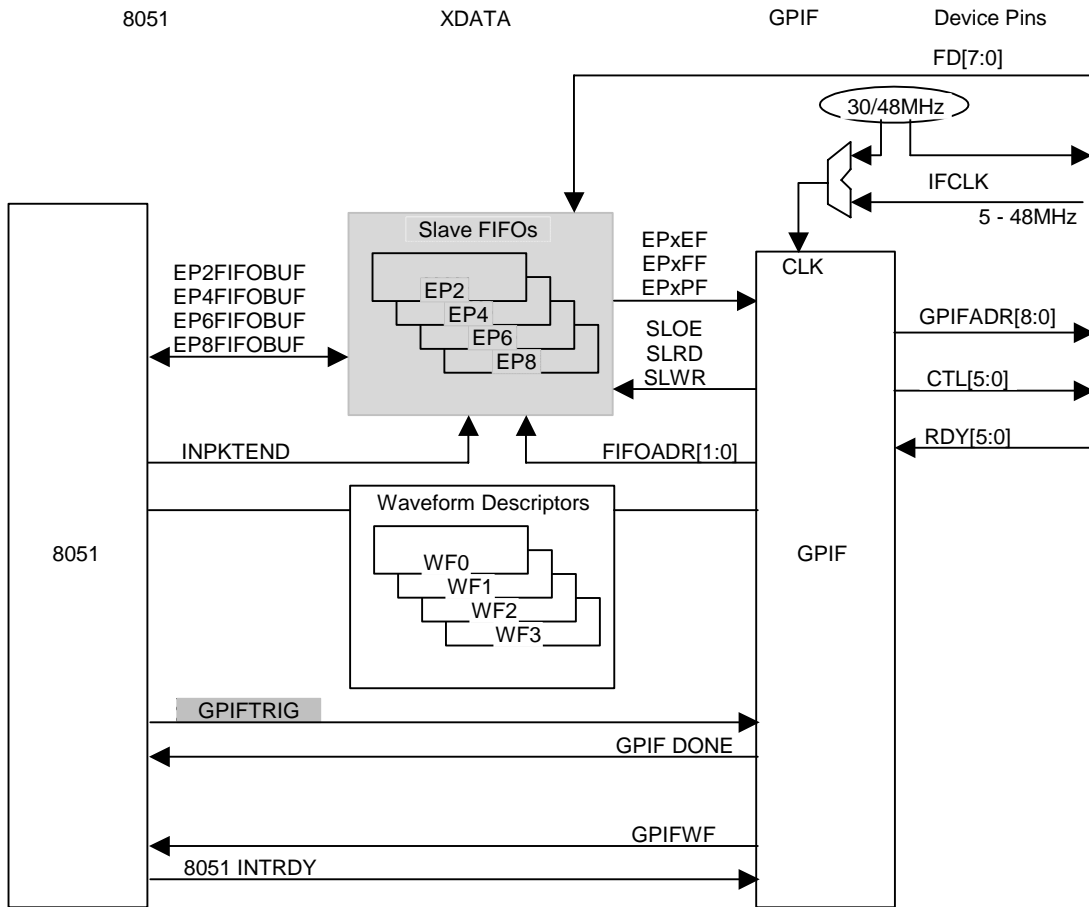 8051 XDATA GPIF Device Pins
FD[7:0]
30/48MHz
IFCLK
5 - 48MHz
Slave FIFOs
EP2
EP4
EP6
EP8
EP2FIFOBUF
EP4FIFOBUF
EP6FIFOBUF
EP8FIFOBUF
EPxEF
EPxFF
EPxPF
SLOE
SLRD
SLWR
CLK
GPIFADR[8:0]
CTL[5:0]
RDY[5:0]
INPKTEND
FIFOADR[1:0]
Waveform Descriptors
WF0
WF1
WF2
WF3
8051
GPIF
GPIFTRIG
GPIF DONE
GPIFWF
8051 INTRDY